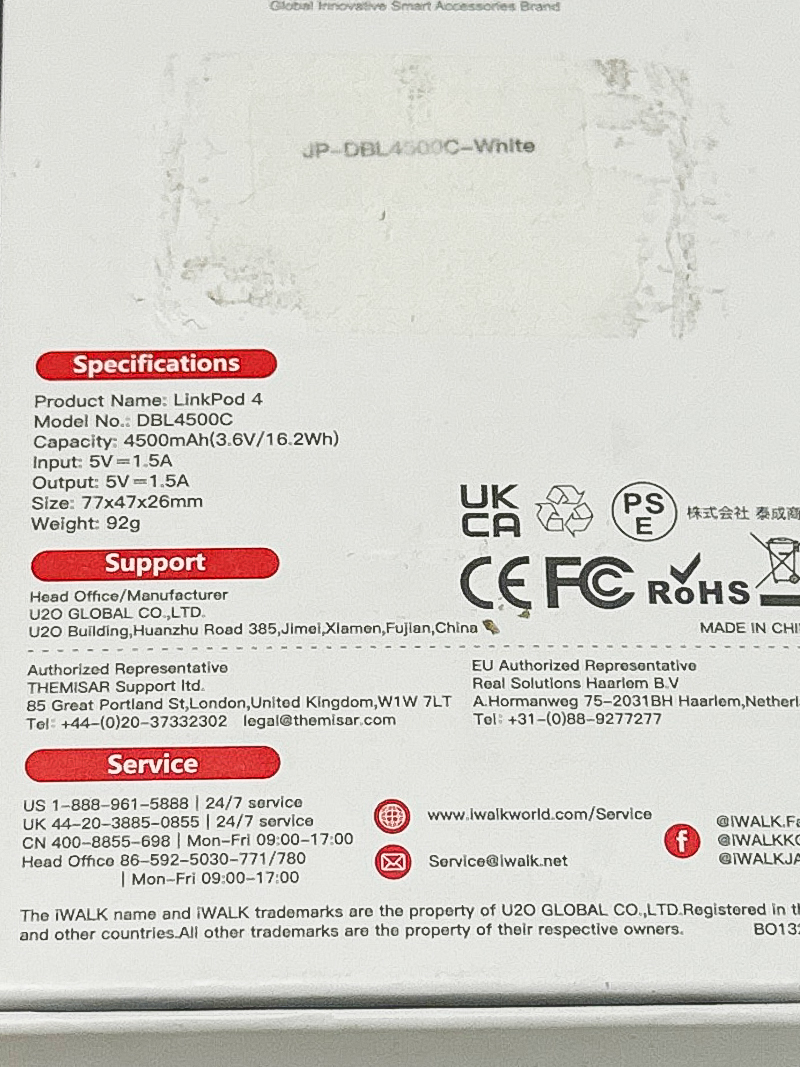 Global Innovative Smart Accessories Brand
JP-DBL4500C-White
Specifications
Product Name: LinkPod 4
Model No.: DBL4500C
Capacity: 4500mAh(3.6V/16.2Wh)
Input: 5V⎓1.5A
Output: 5V⎓1.5A
Size: 77x47x26mm
Weight: 92g
UK
CA
PS
E
株式会社 泰成商
CE FC RoHS
Support
Head Office/Manufacturer
U2O GLOBAL CO.,LTD.
U2O Building,Huanzhu Road 385,Jimei,Xiamen,Fujian,China
MADE IN CHI
Authorized Representative
THEMISAR Support ltd.
85 Great Portland St,London,United Kingdom,W1W 7LT
Tel: +44-(0)20-37332302 legal@themisar.com
EU Authorized Representative
Real Solutions Haarlem B.V
A.Hormanweg 75-2031BH Haarlem,Netherl
Tel: +31-(0)88-9277277
Service
US 1-888-961-5888 | 24/7 service
UK 44-20-3885-0855 | 24/7 service
CN 400-8855-698 | Mon-Fri 09:00-17:00
Head Office 86-592-5030-771/780
| Mon-Fri 09:00-17:00
www.iwalkworld.com/Service
Service@iwalk.net
@iWALK.Fa
@iWALKKO
@iWALKJA
The iWALK name and iWALK trademarks are the property of U2O GLOBAL CO.,LTD.Registered in th
and other countries.All other trademarks are the property of their respective owners.
BO132